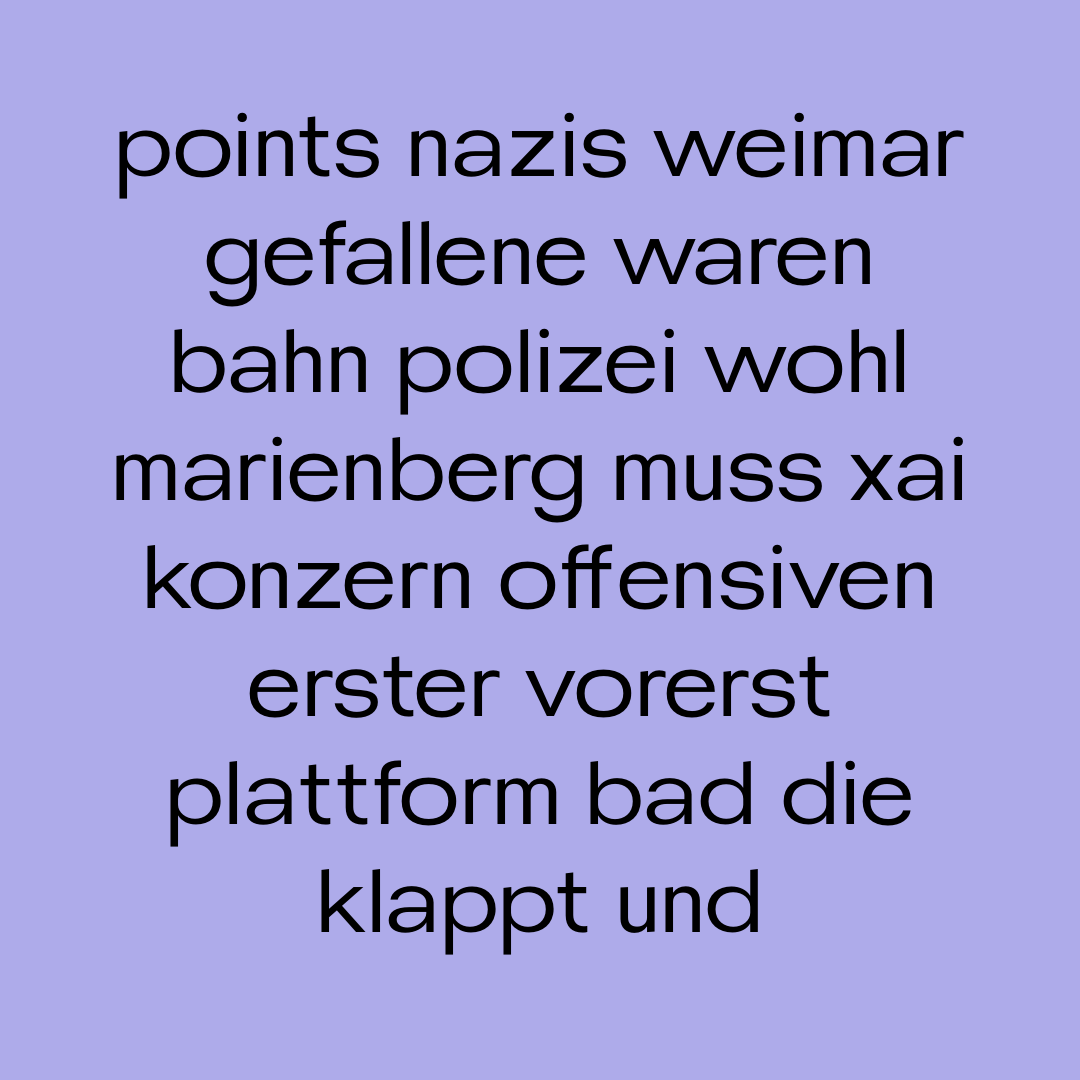 points nazis weimar
gefallene waren
bahn polizei wohl
marienberg muss xai
konzern offensiven
erster vorerst
plattform bad die
klappt und